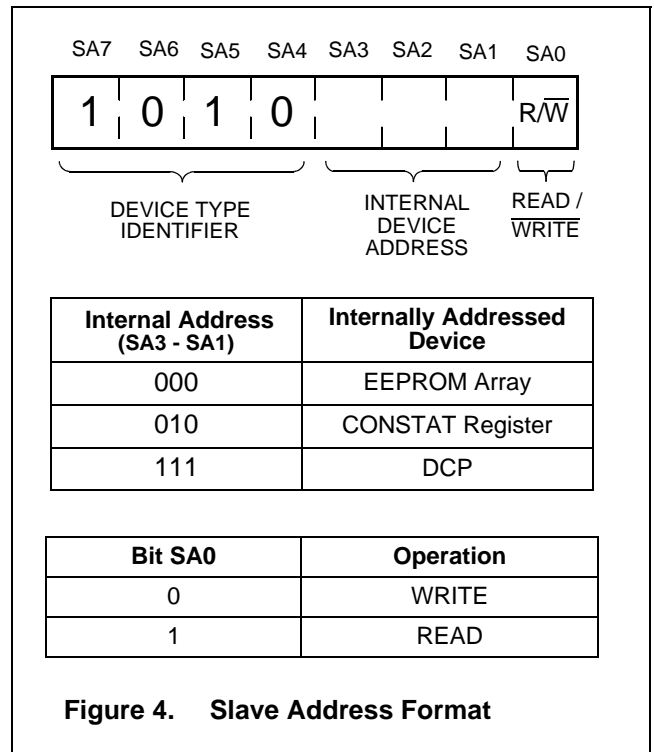 SA7 SA6 SA5 SA4 SA3 SA2 SA1 SA0
1 0 1 0 R/W̅
DEVICE TYPE IDENTIFIER
INTERNAL DEVICE ADDRESS
READ / W̅R̅I̅T̅E̅
Internal Address (SA3 - SA1) Internally Addressed Device
000 EEPROM Array
010 CONSTAT Register
111 DCP
Bit SA0 Operation
0 WRITE
1 READ
Figure 4. Slave Address Format